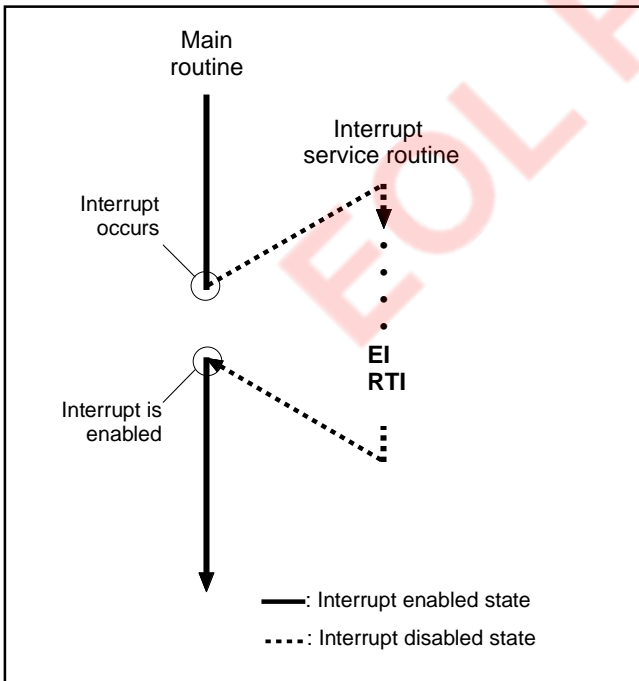 Main
routine
Interrupt
service routine
Interrupt
occurs
EI
RTI
Interrupt is
enabled
: Interrupt enabled state
: Interrupt disabled state
EOL